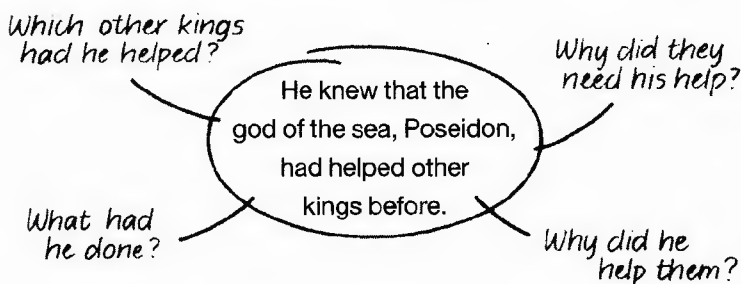 Which other kings
had he helped?
Why did they
need his help?
He knew that the
god of the sea, Poseidon,
had helped other
kings before.
What had
he done?
Why did he
help them?